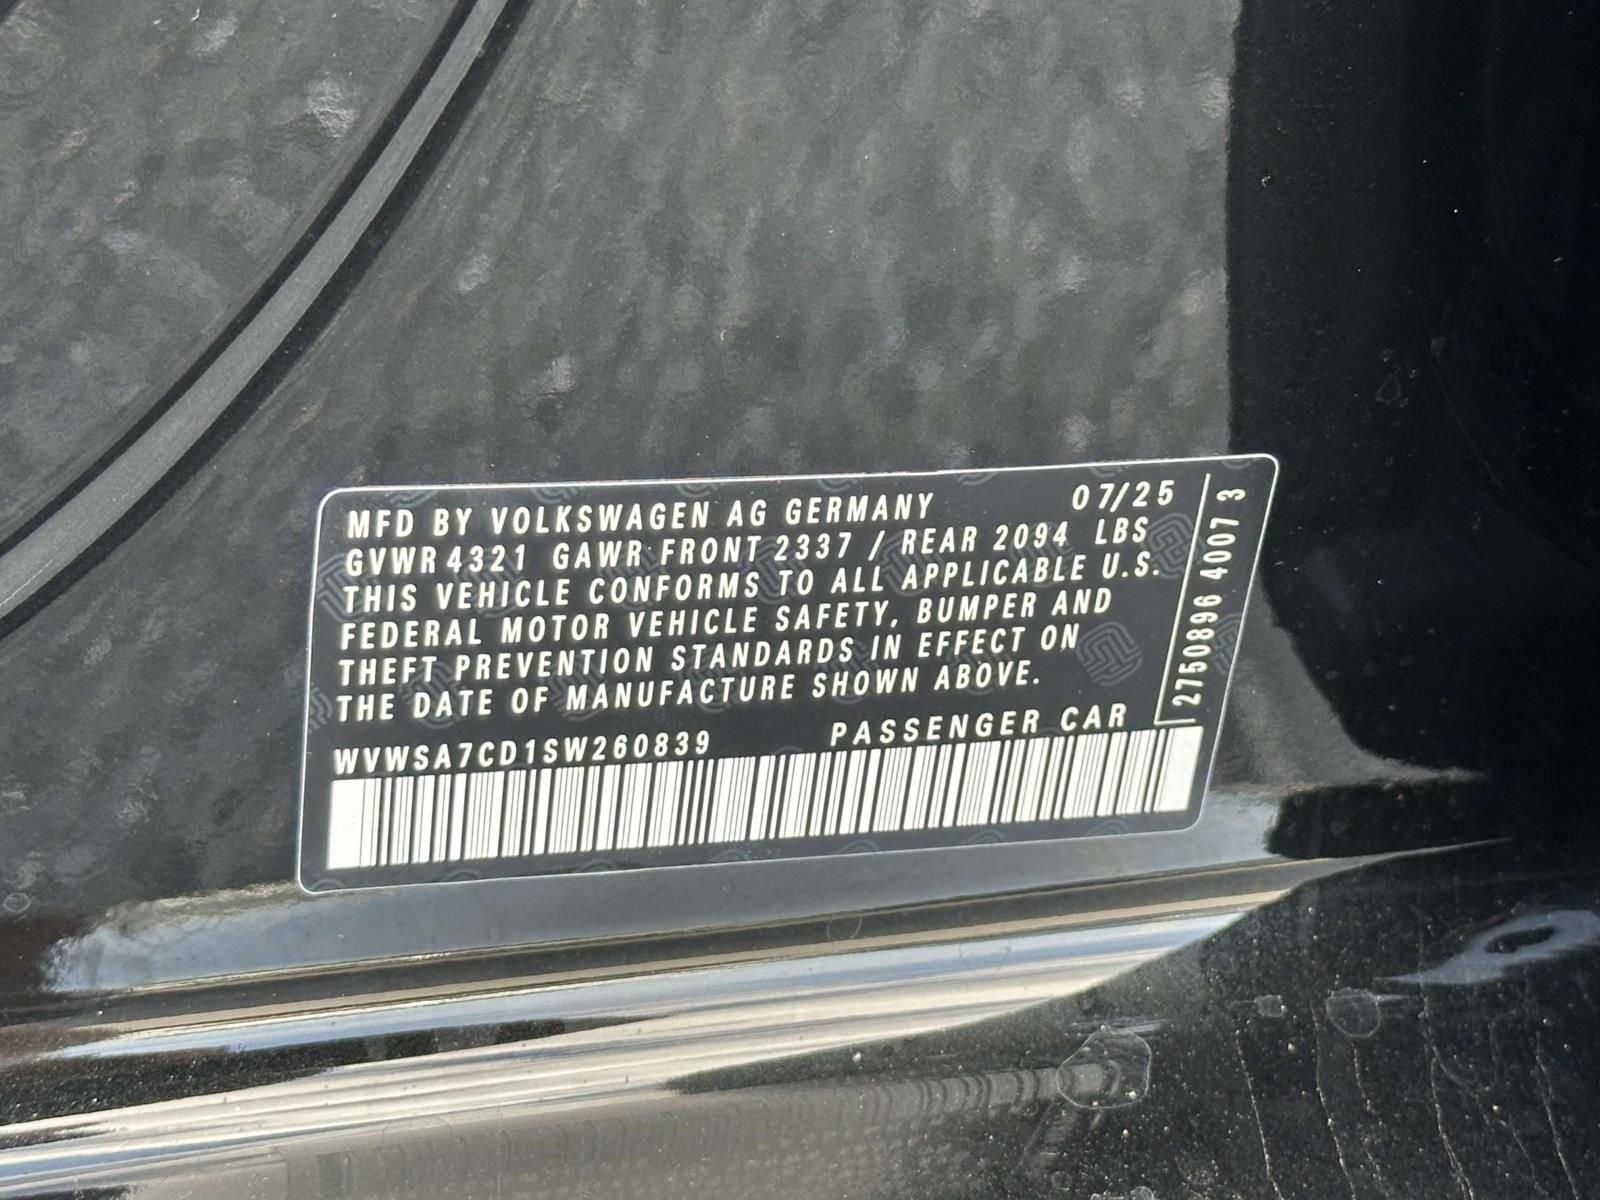 MFD BY VOLKSWAGEN AG GERMANY 07/25
GVWR 4321 GAWR FRONT 2337 / REAR 2094 LBS
THIS VEHICLE CONFORMS TO ALL APPLICABLE U.S.
FEDERAL MOTOR VEHICLE SAFETY, BUMPER AND
THEFT PREVENTION STANDARDS IN EFFECT ON
THE DATE OF MANUFACTURE SHOWN ABOVE.
WVWSA7CD1SW260839 PASSENGER CAR
2750896 4007 3